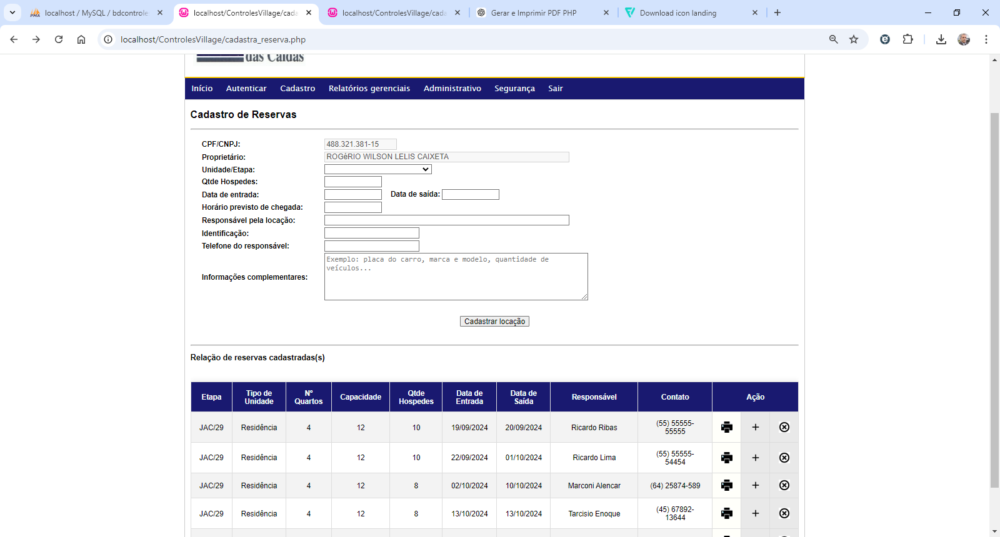 localhost / MySQL / bdcontrole
localhost/ControlesVillage/cada
localhost/ControlesVillage/cada
Gerar e Imprimir PDF PHP
Download icon landing
localhost/ControlesVillage/cadastra_reserva.php
das Caldas
Início Autenticar Cadastro Relatórios gerenciais Administrativo Segurança Sair
Cadastro de Reservas
CPF/CNPJ: 488.321.381-15
Proprietário: ROGéRIO WILSON LELIS CAIXETA
Unidade/Etapa:
Qtde Hospedes:
Data de entrada: Data de saída:
Horário previsto de chegada:
Responsável pela locação:
Identificação:
Telefone do responsável:
Informações complementares:
Exemplo: placa do carro, marca e modelo, quantidade de
veículos...
Cadastrar locação
Relação de reservas cadastradas(s)
Etapa Tipo de Unidade Nº Quartos Capacidade Qtde Hospedes Data de Entrada Data de Saída Responsável Contato Ação
JAC/29 Residência 4 12 10 19/09/2024 20/09/2024 Ricardo Ribas (55) 55555-55555
JAC/29 Residência 4 12 10 22/09/2024 01/10/2024 Ricardo Lima (55) 55555-54454
JAC/29 Residência 4 12 8 02/10/2024 10/10/2024 Marconi Alencar (64) 25874-589
JAC/29 Residência 4 12 8 13/10/2024 13/10/2024 Tarcisio Enoque (45) 67892-13644